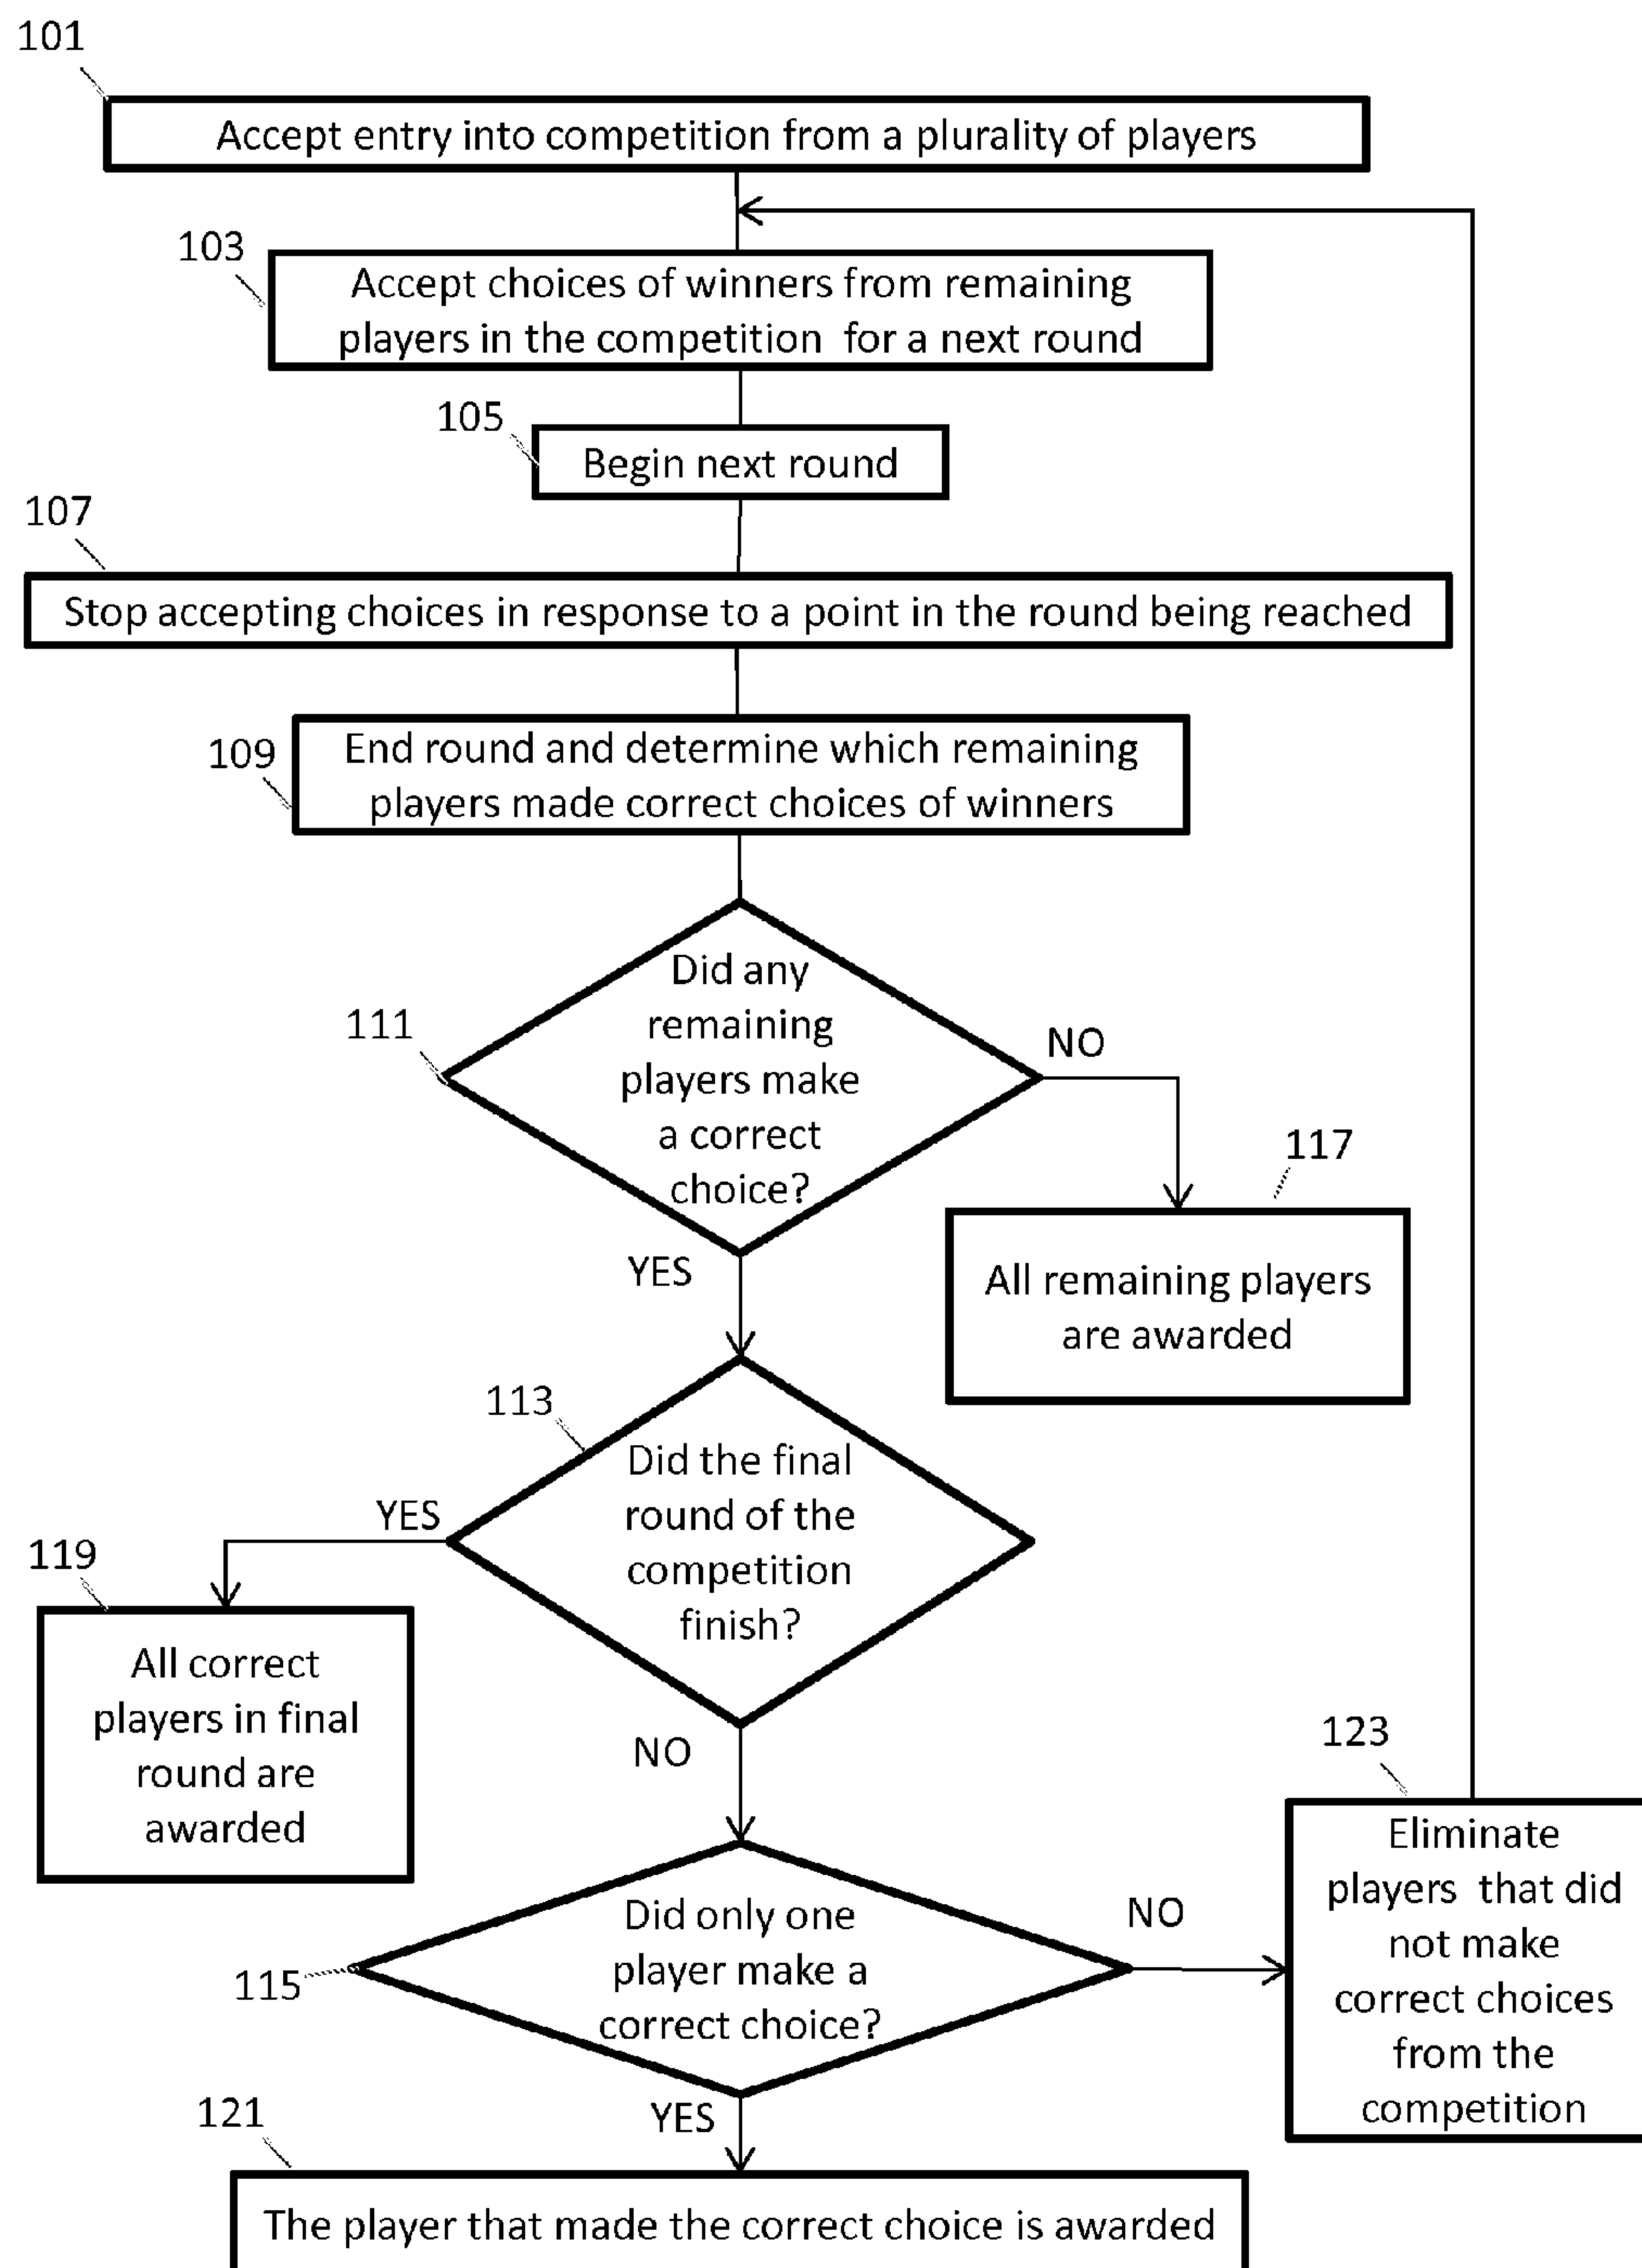 101
Accept entry into competition from a plurality of players
103
Accept choices of winners from remaining
players in the competition for a next round
105
Begin next round
107
Stop accepting choices in response to a point in the round being reached
109
End round and determine which remaining
players made correct choices of winners
111
Did any
remaining
players make
a correct
choice?
NO
YES
117
All remaining players
are awarded
113
Did the final
round of the
competition
finish?
YES
NO
119
All correct
players in final
round are
awarded
115
Did only one
player make a
correct choice?
NO
YES
123
Eliminate
players that did
not make
correct choices
from the
competition
121
The player that made the correct choice is awarded